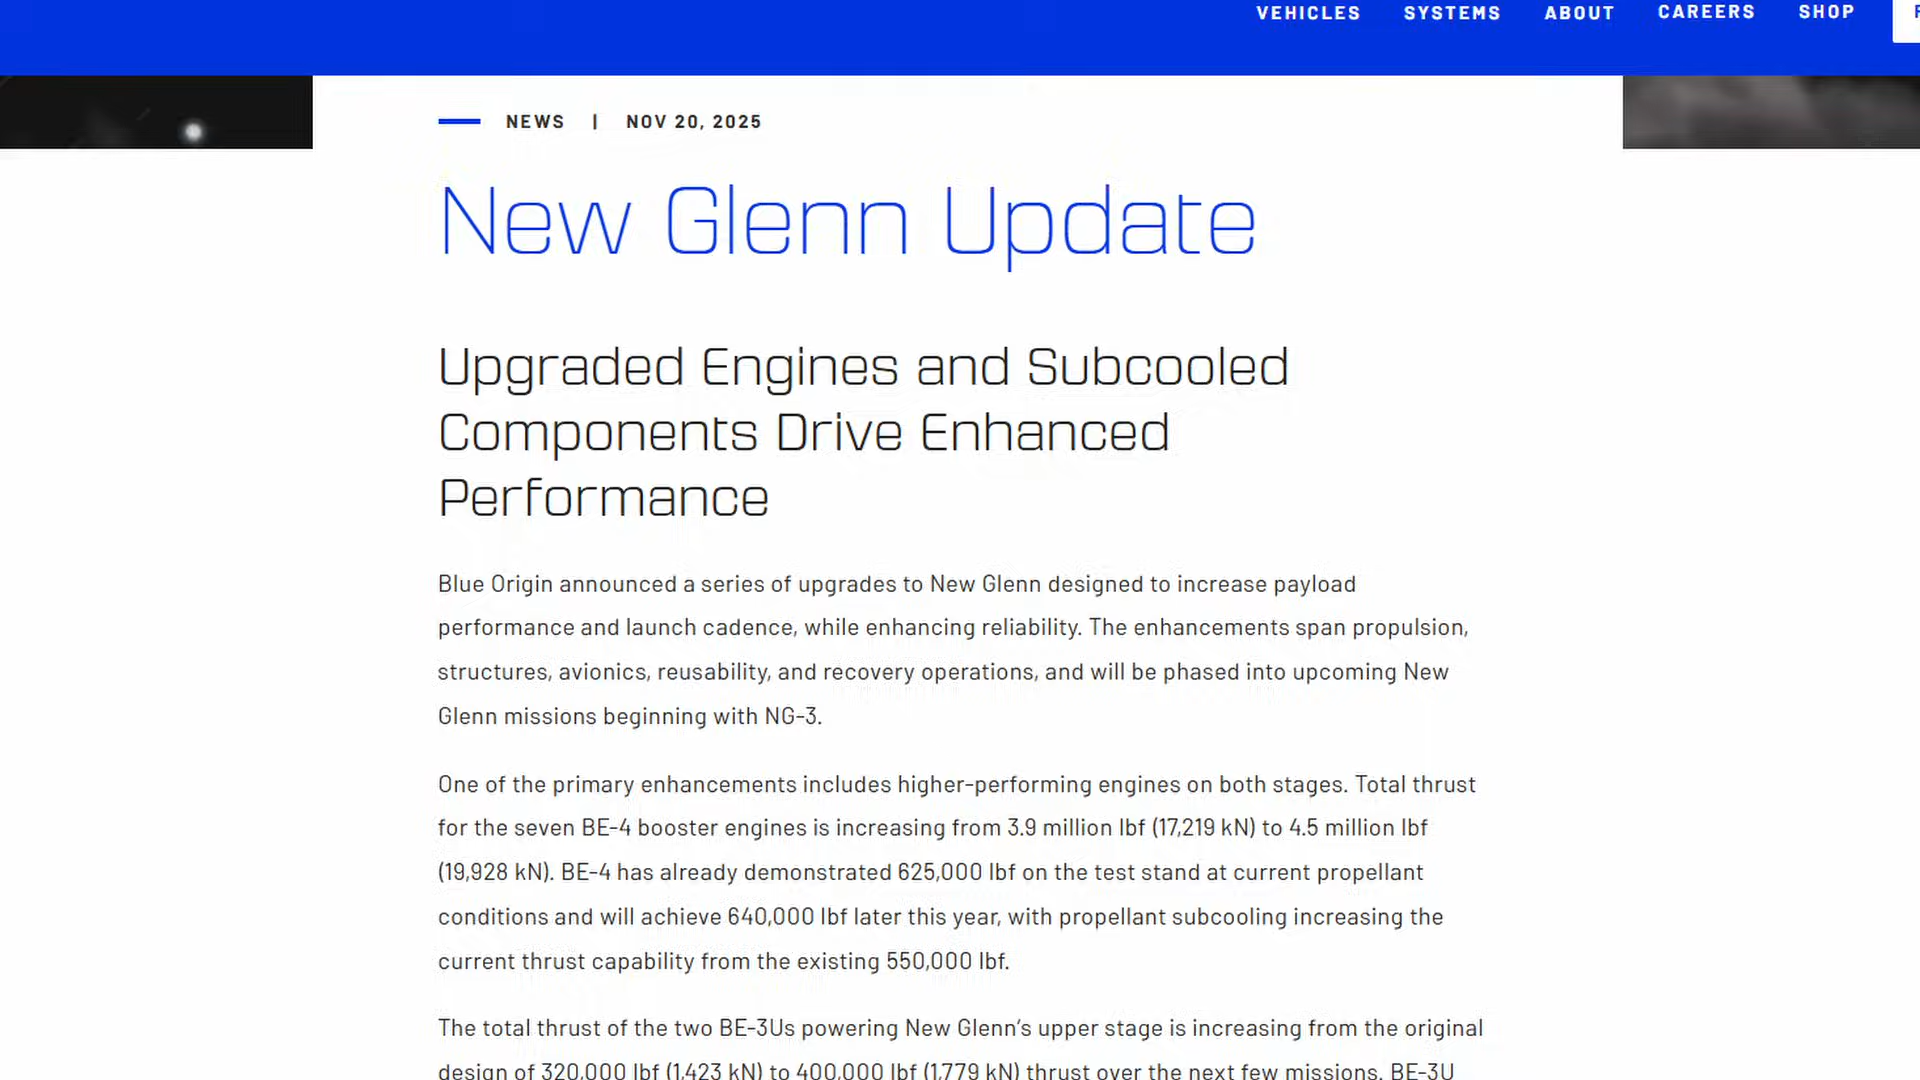 VEHICLES SYSTEMS ABOUT CAREERS SHOP
NEWS | NOV 20, 2025
New Glenn Update
Upgraded Engines and Subcooled
Components Drive Enhanced
Performance
Blue Origin announced a series of upgrades to New Glenn designed to increase payload
performance and launch cadence, while enhancing reliability. The enhancements span propulsion,
structures, avionics, reusability, and recovery operations, and will be phased into upcoming New
Glenn missions beginning with NG-3.
One of the primary enhancements includes higher-performing engines on both stages. Total thrust
for the seven BE-4 booster engines is increasing from 3.9 million lbf (17,219 kN) to 4.5 million lbf
(19,928 kN). BE-4 has already demonstrated 625,000 lbf on the test stand at current propellant
conditions and will achieve 640,000 lbf later this year, with propellant subcooling increasing the
current thrust capability from the existing 550,000 lbf.
The total thrust of the two BE-3Us powering New Glenn’s upper stage is increasing from the original
design of 320,000 lbf (1,423 kN) to 400,000 lbf (1,779 kN) thrust over the next few missions. BE-3U